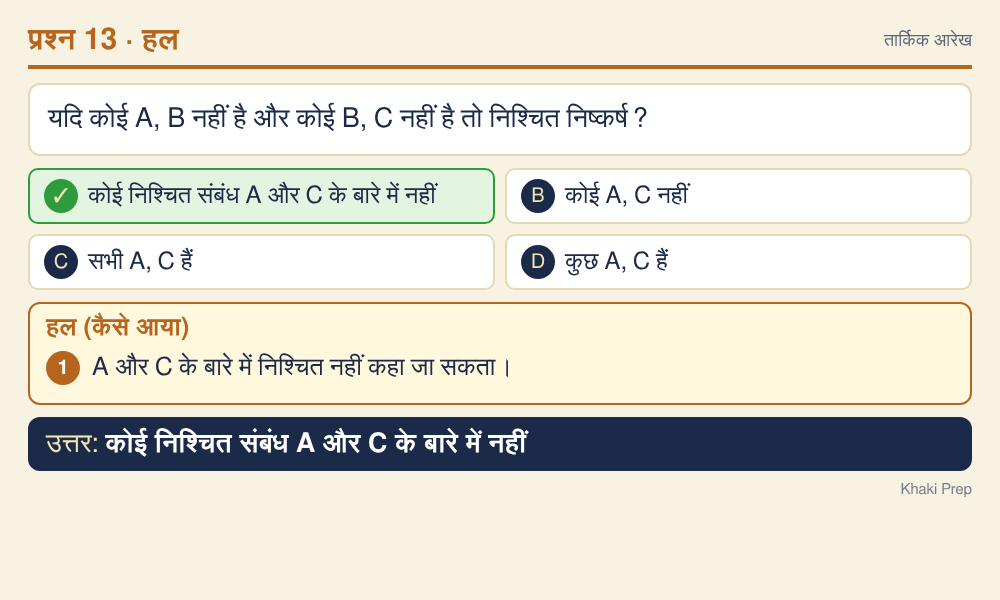 प्रश्न 13 · हल
तार्किक आरेख
यदि कोई A, B नहीं है और कोई B, C नहीं है तो निश्चित निष्कर्ष ?
✓ कोई निश्चित संबंध A और C के बारे में नहीं
B कोई A, C नहीं
C सभी A, C हैं
D कुछ A, C हैं
हल (कैसे आया)
1 A और C के बारे में निश्चित नहीं कहा जा सकता।
उत्तर: कोई निश्चित संबंध A और C के बारे में नहीं
Khaki Prep